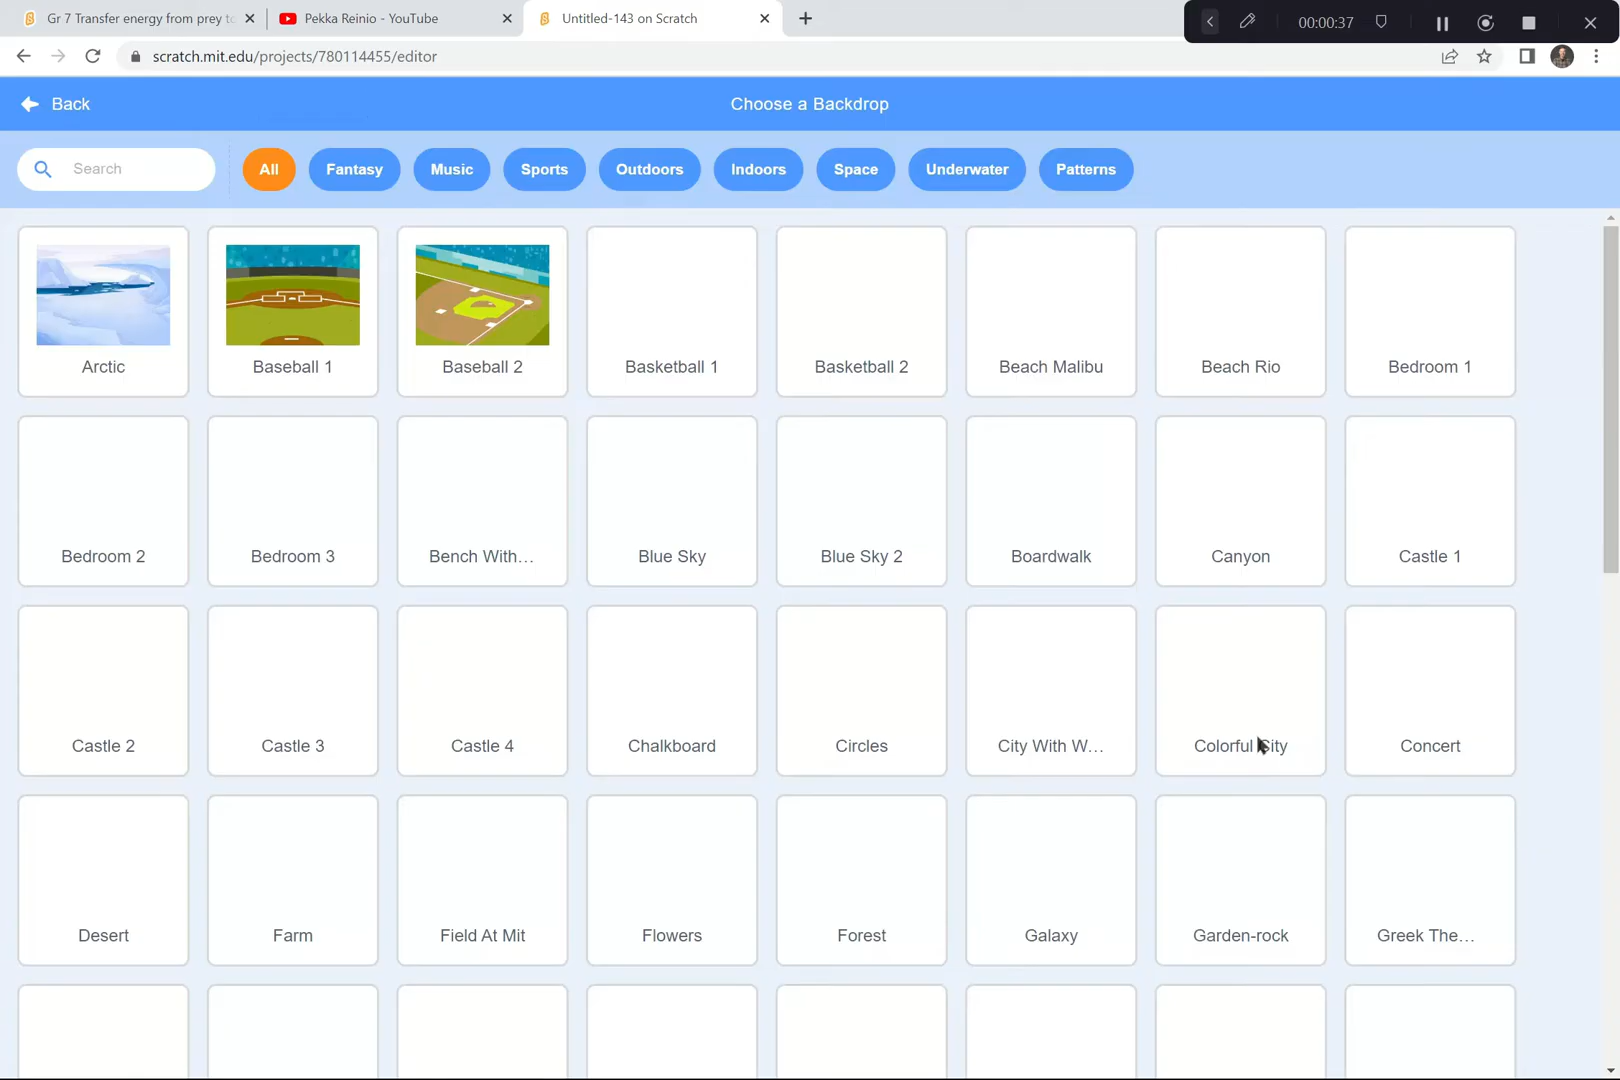 Gr 7 Transfer energy from prey to
Pekka Reinio - YouTube
Untitled-143 on Scratch
00:00:37
scratch.mit.edu/projects/780114455/editor
Back
Choose a Backdrop
Search
All
Fantasy
Music
Sports
Outdoors
Indoors
Space
Underwater
Patterns
Arctic
Baseball 1
Baseball 2
Basketball 1
Basketball 2
Beach Malibu
Beach Rio
Bedroom 1
Bedroom 2
Bedroom 3
Bench With...
Blue Sky
Blue Sky 2
Boardwalk
Canyon
Castle 1
Castle 2
Castle 3
Castle 4
Chalkboard
Circles
City With W...
Colorful City
Concert
Desert
Farm
Field At Mit
Flowers
Forest
Galaxy
Garden-rock
Greek The...